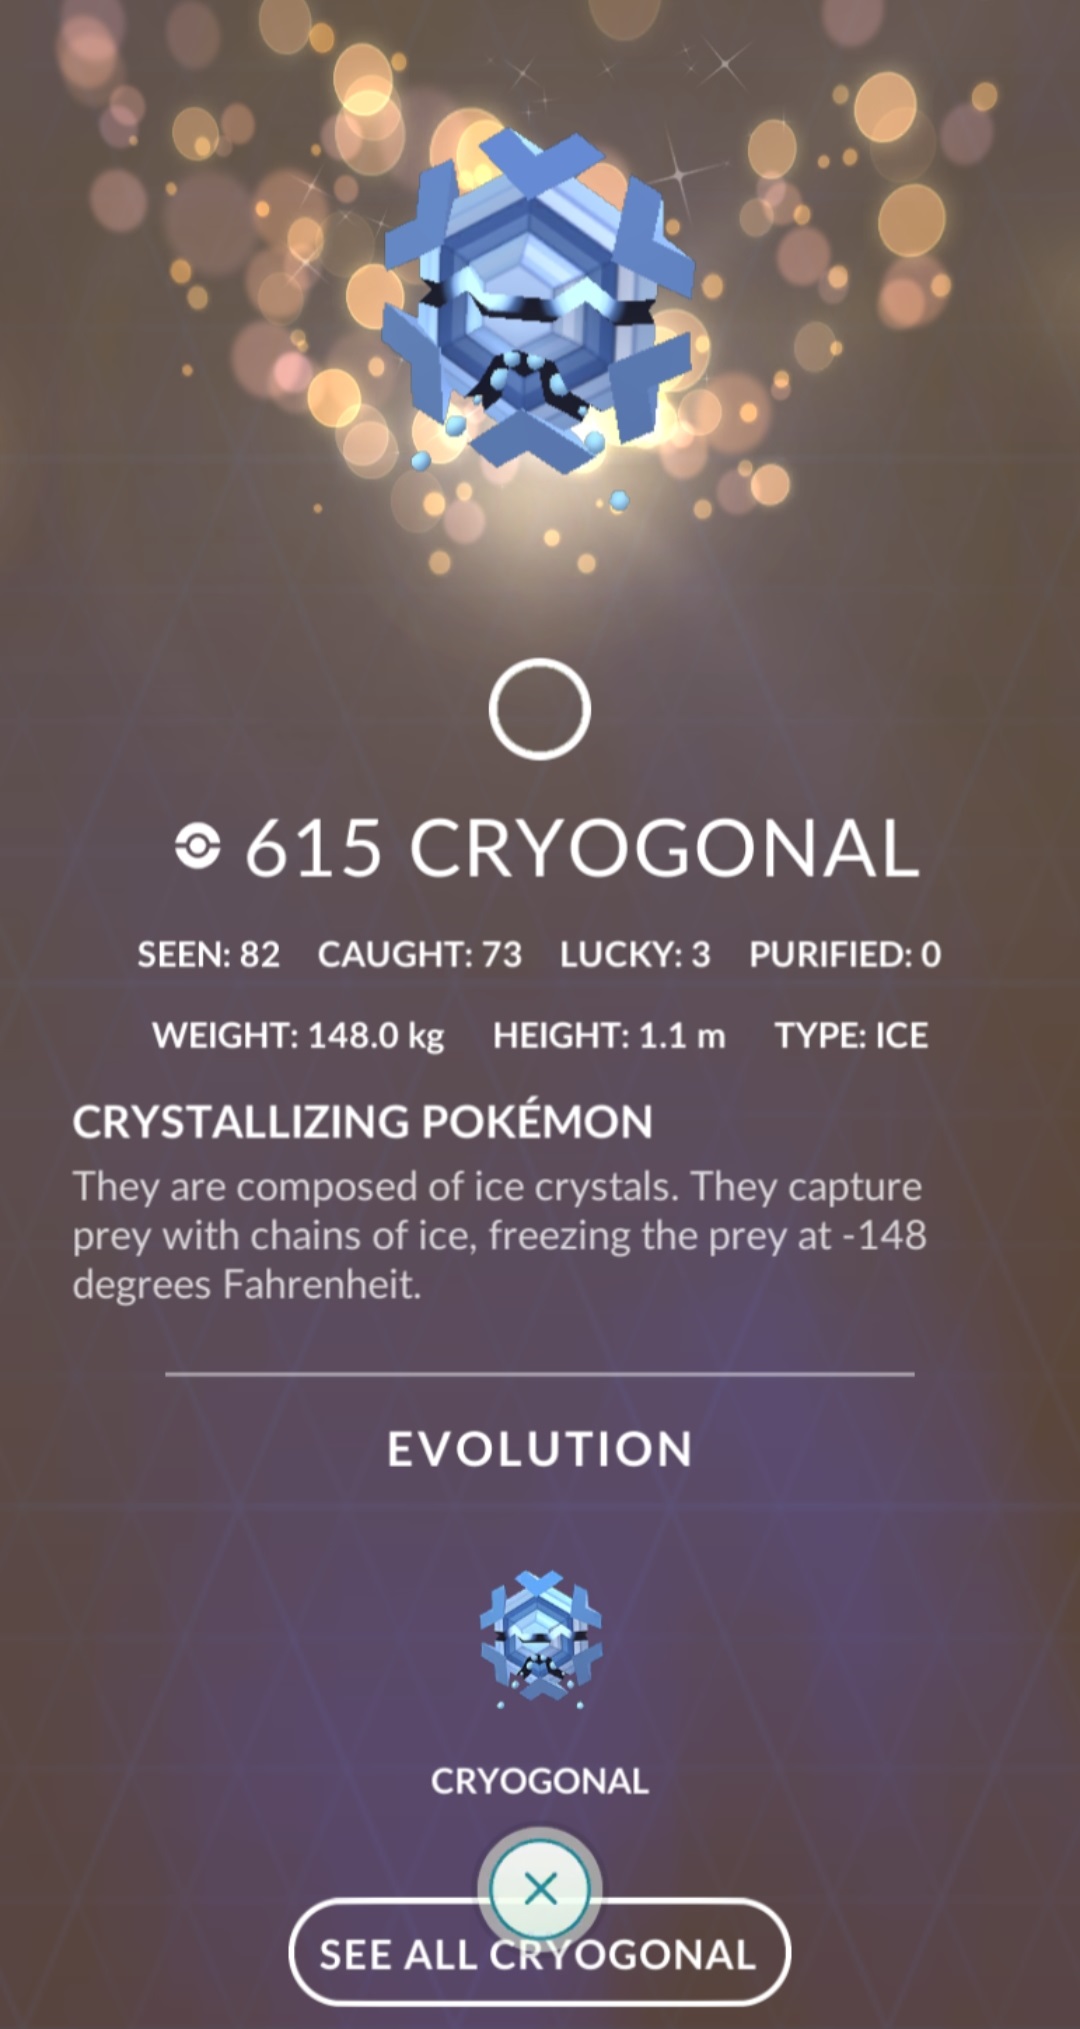 615 CRYOGONAL
SEEN: 82 CAUGHT: 73 LUCKY: 3 PURIFIED: 0
WEIGHT: 148.0 kg HEIGHT: 1.1 m TYPE: ICE
CRYSTALLIZING POKÉMON
They are composed of ice crystals. They capture
prey with chains of ice, freezing the prey at -148
degrees Fahrenheit.
EVOLUTION
CRYOGONAL
SEE ALL CRYOGONAL